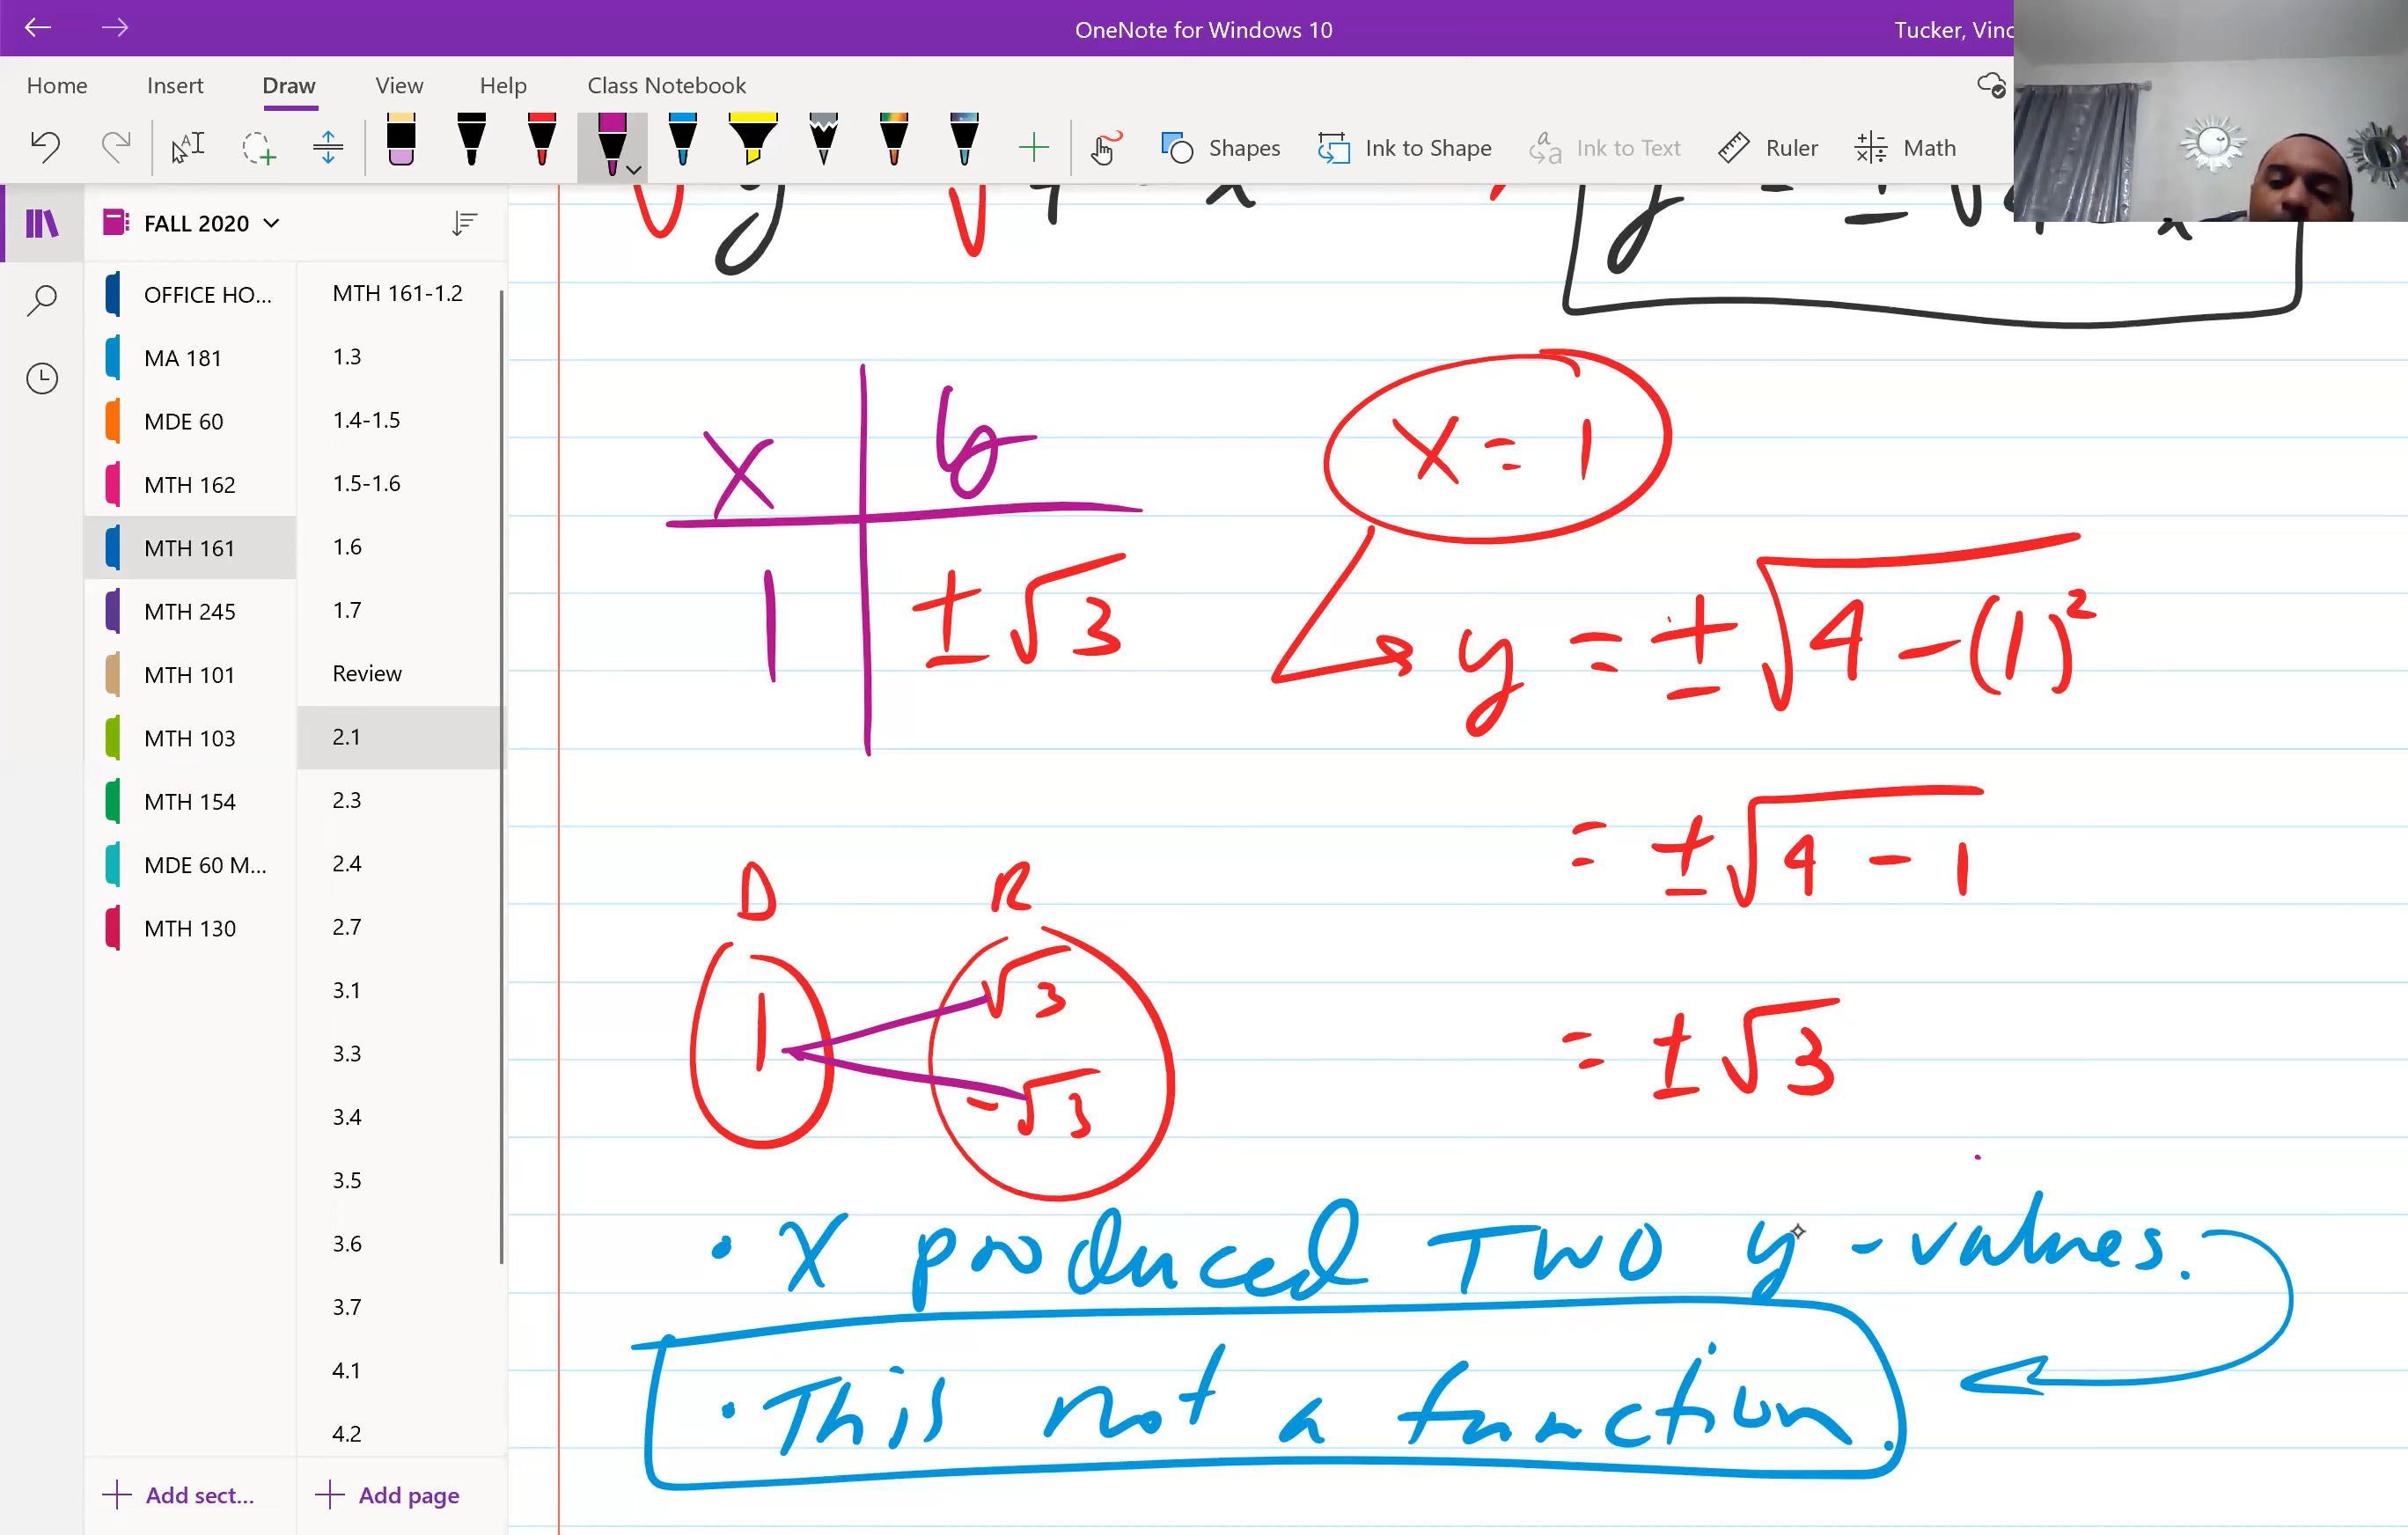 OneNote for Windows 10
Tucker, Vinc
Home Insert Draw View Help Class Notebook
Shapes Ink to Shape Ink to Text Ruler Math
FALL 2020
OFFICE HO...
MA 181
MDE 60
MTH 162
MTH 161
MTH 245
MTH 101
MTH 103
MTH 154
MDE 60 M...
MTH 130
Add sect...
MTH 161-1.2
1.3
1.4-1.5
1.5-1.6
1.6
1.7
Review
2.1
2.3
2.4
2.7
3.1
3.3
3.4
3.5
3.6
3.7
4.1
4.2
Add page
x y
1 ±√3
x = 1
y = ±√4 - (1)²
= ±√4 - 1
= ±√3
D R
1 √3
-√3
• X produced TWO y-values.
• This not a function.